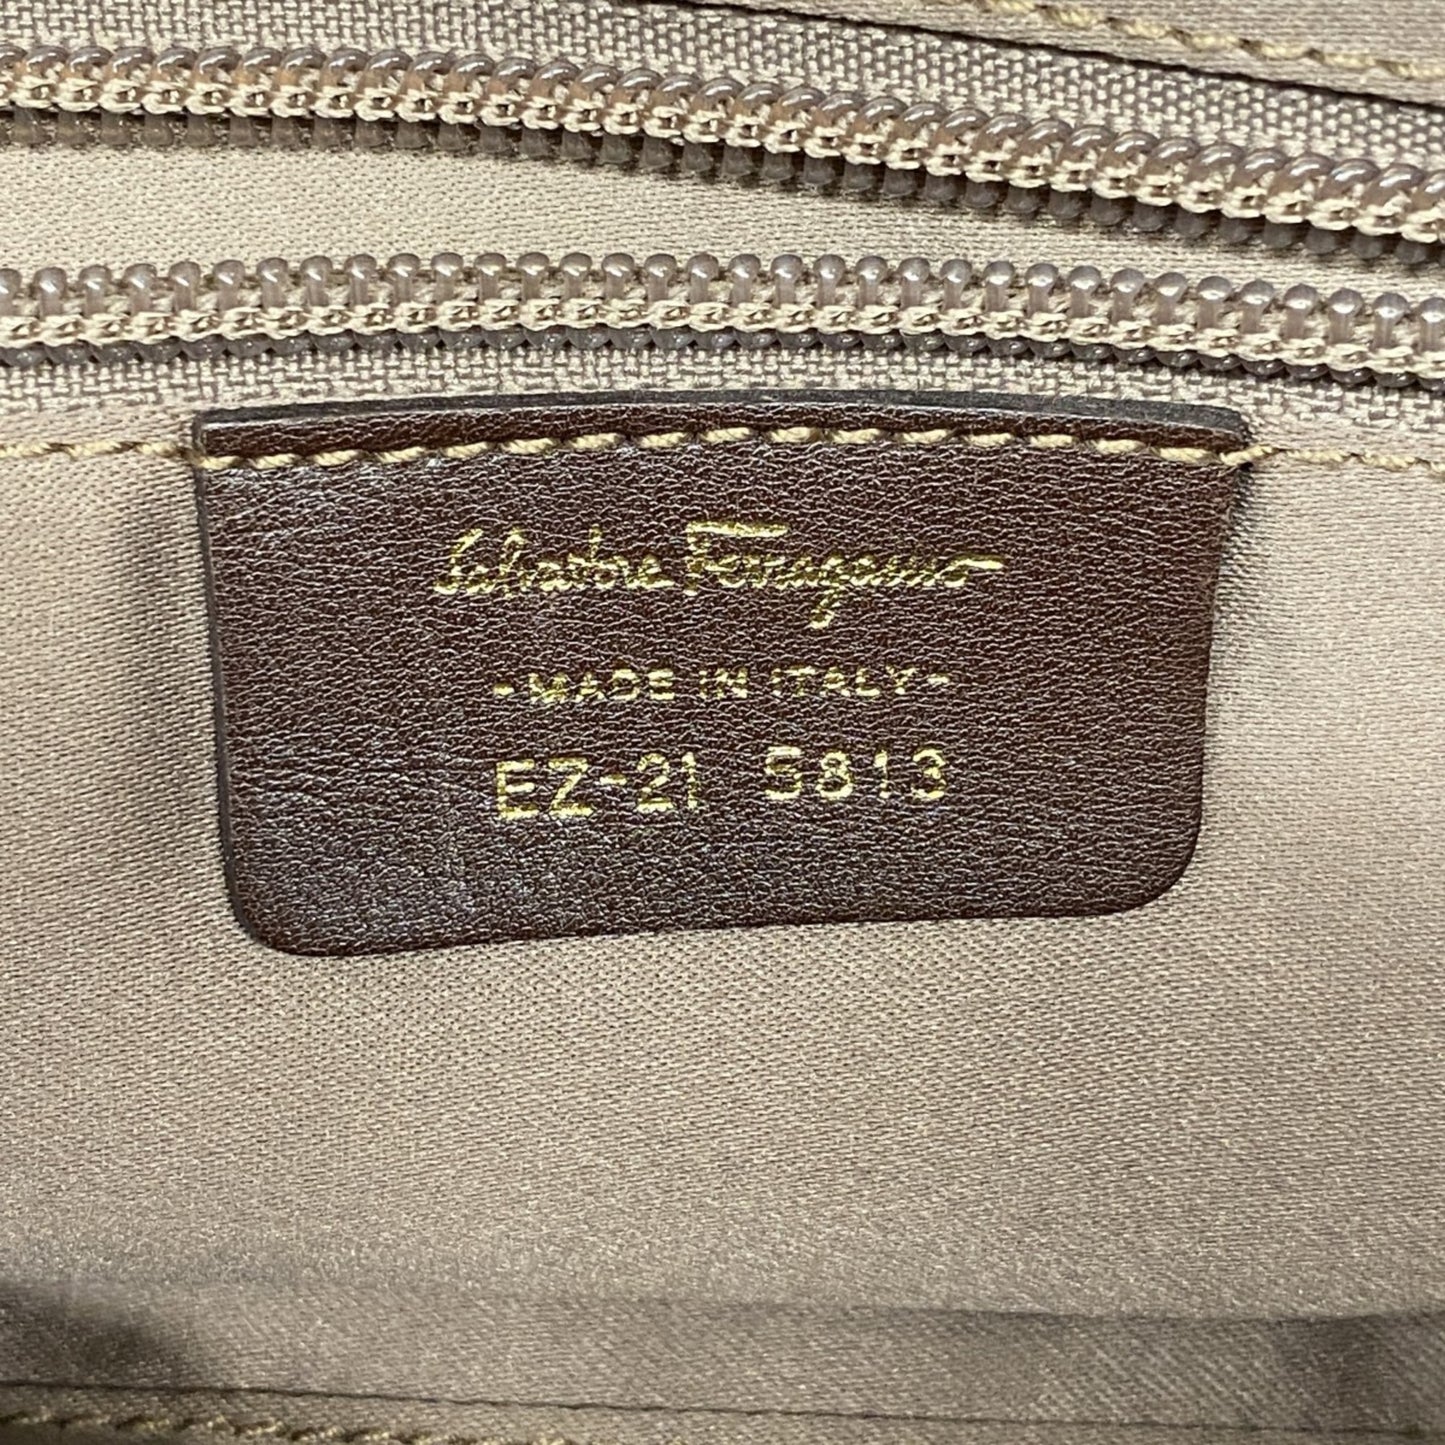 Salvatore Ferragamo
-MADE IN ITALY-
EZ-21 5813